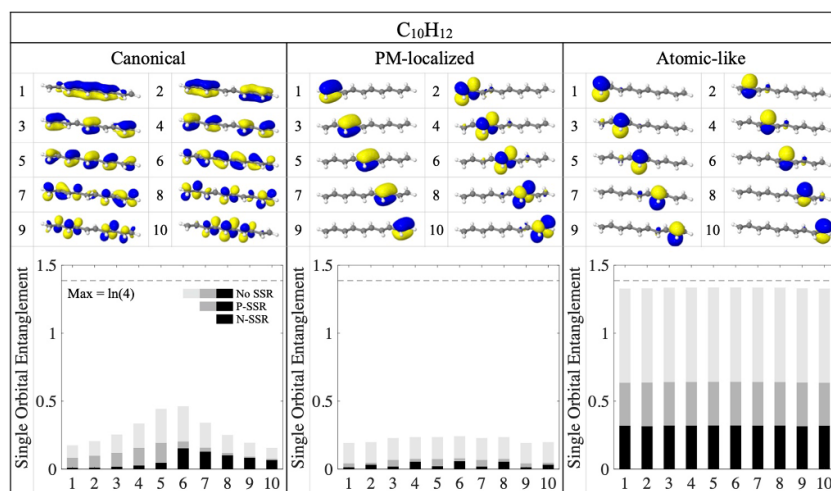 C₁₀H₁₂
Canonical PM-localized Atomic-like
1 2 1 2 1 2
3 4 3 4 3 4
5 6 5 6 5 6
7 8 7 8 7 8
9 10 9 10 9 10
Single Orbital Entanglement
1.5
1
0.5
0
Max = ln(4)
No SSR
P-SSR
N-SSR
1 2 3 4 5 6 7 8 9 10
Single Orbital Entanglement
1.5
1
0.5
0
1 2 3 4 5 6 7 8 9 10
Single Orbital Entanglement
1.5
1
0.5
0
1 2 3 4 5 6 7 8 9 10